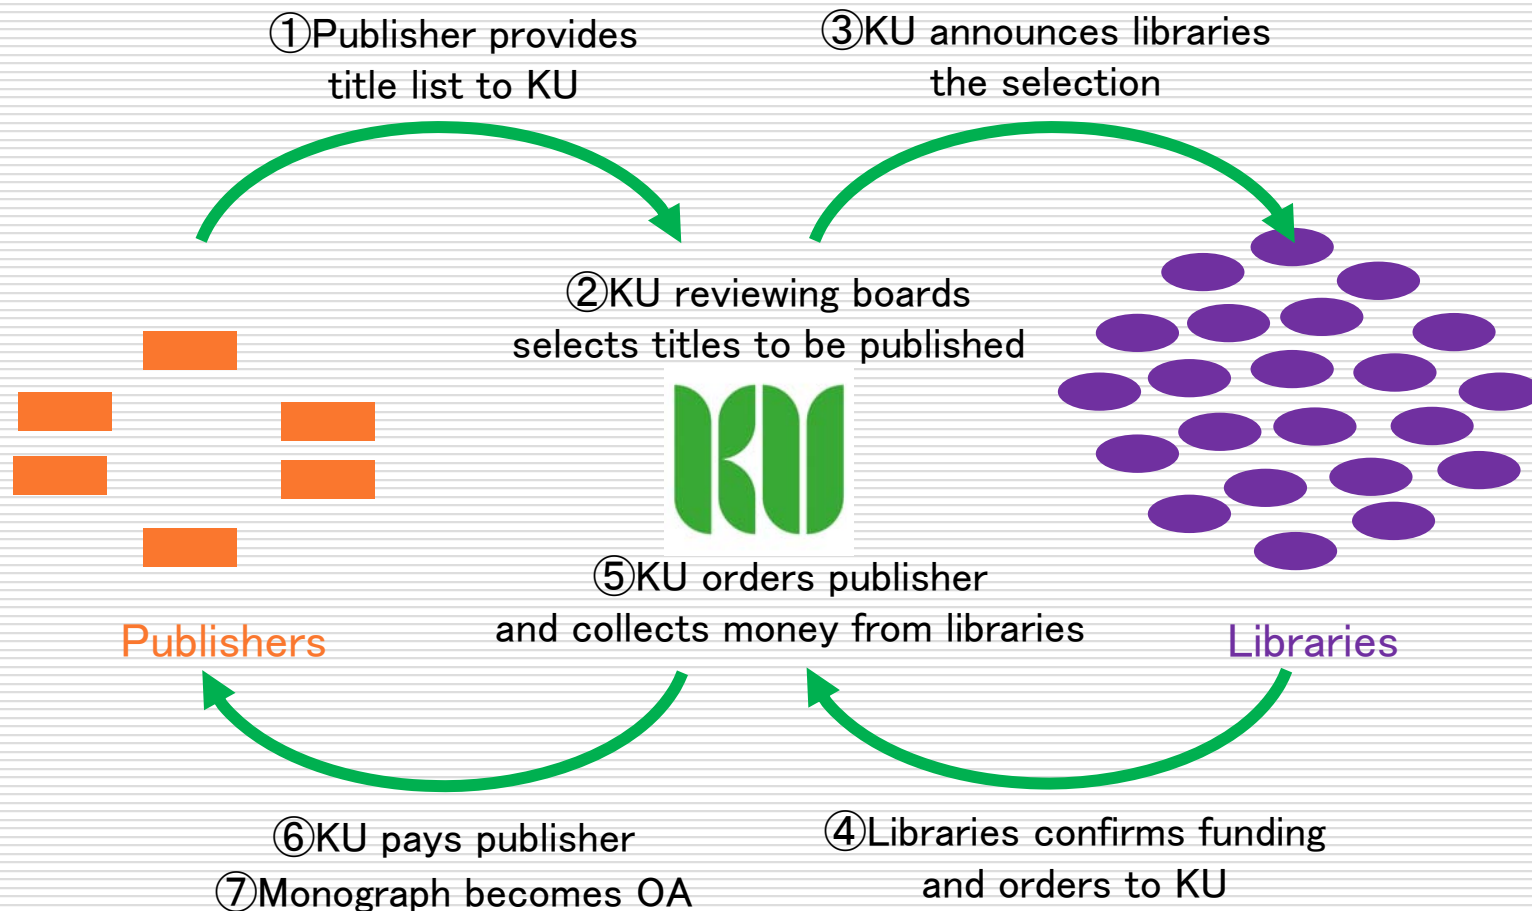 ①Publisher provides
title list to KU
③KU announces libraries
the selection
②KU reviewing boards
selects titles to be published
KU
⑤KU orders publisher
and collects money from libraries
Publishers
Libraries
⑥KU pays publisher
⑦Monograph becomes OA
④Libraries confirms funding
and orders to KU